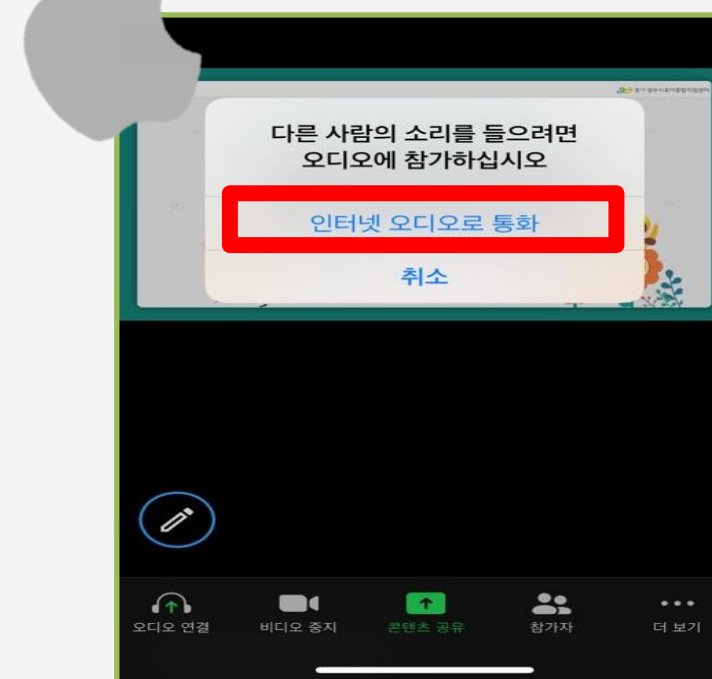 다른 사람의 소리를 들으려면
오디오에 참가하십시오
인터넷 오디오로 통화
취소
오디오 연결
비디오 중지
콘텐츠 공유
참가자
더 보기